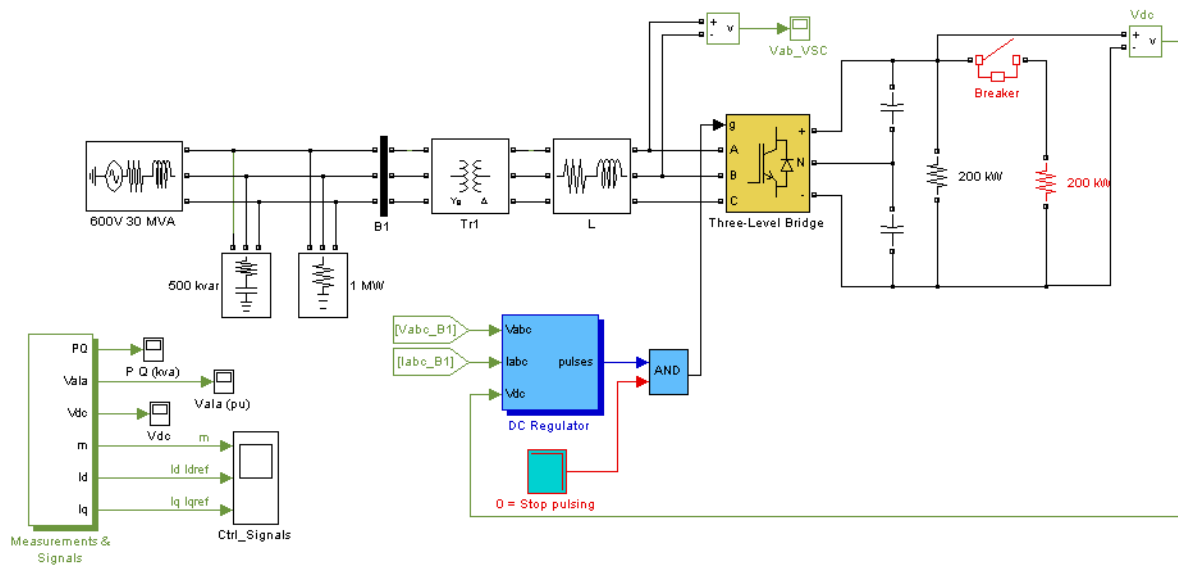 Vdc
+
-
v
Vab_VSC
+
-
v
Breaker
g
A
B
C
+
N
-
Three-Level Bridge
200 kW
200 kW
600V 30 MVA
B1
Yg
Δ
Tr1
L
500 kvar
1 MW
[Vabc_B1]
[Iabc_B1]
Vabc
Iabc
Vdc
pulses
DC Regulator
AND
0 = Stop pulsing
PQ
Vala
Vdc
m
Id
Iq
P Q (kva)
Vala (pu)
Vdc
m
Id Idref
Iq Iqref
Ctrl_Signals
Measurements &
Signals